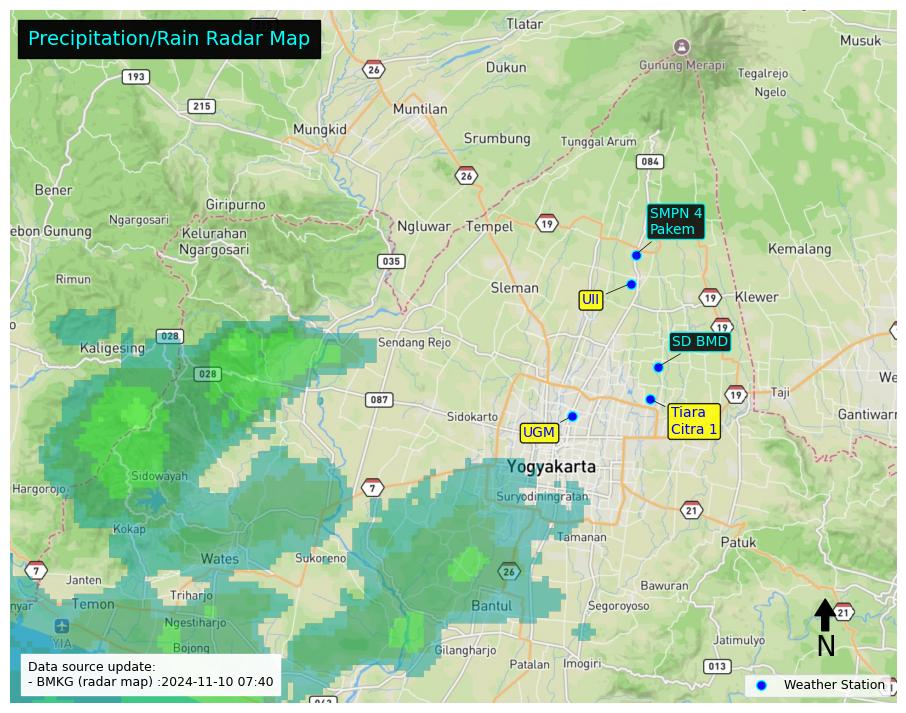 Precipitation/Rain Radar Map
Tlatar
Musuk
26
Gunung Merapi
193
Dukun
Tegalrejo
Ngelo
215
Muntilan
Mungkid
Srumbung
Tunggal Arum
084
26
Bener
Giripurno
SMPN 4
Pakem
Ngargosari
ebon Gunung
Kelurahan
Ngargosari
Ngluwar
Tempel
19
Kemalang
035
Rimun
Sleman
UII
19
Klewer
o
028
19
Kaligesing
Sendang Rejo
SD BMD
028
We
087
19
Taji
Sidokarto
Tiara
Citra 1
Gantiwarn
UGM
Yogyakarta
Sidowayah
Hargorojo
7
Suryodiningratan
21
Kokap
Tamanan
Patuk
Wates
Sukoreno
7
26
Janten
Bawuran
nyar
Temon
Triharjo
Bantul
Segoroyoso
21
Ngestiharjo
YIA
N
Bojong
Gilangharjo
Jatimulyo
Patalan
Imogiri
013
Data source update:
- BMKG (radar map) :2024-11-10 07:40
Weather Station